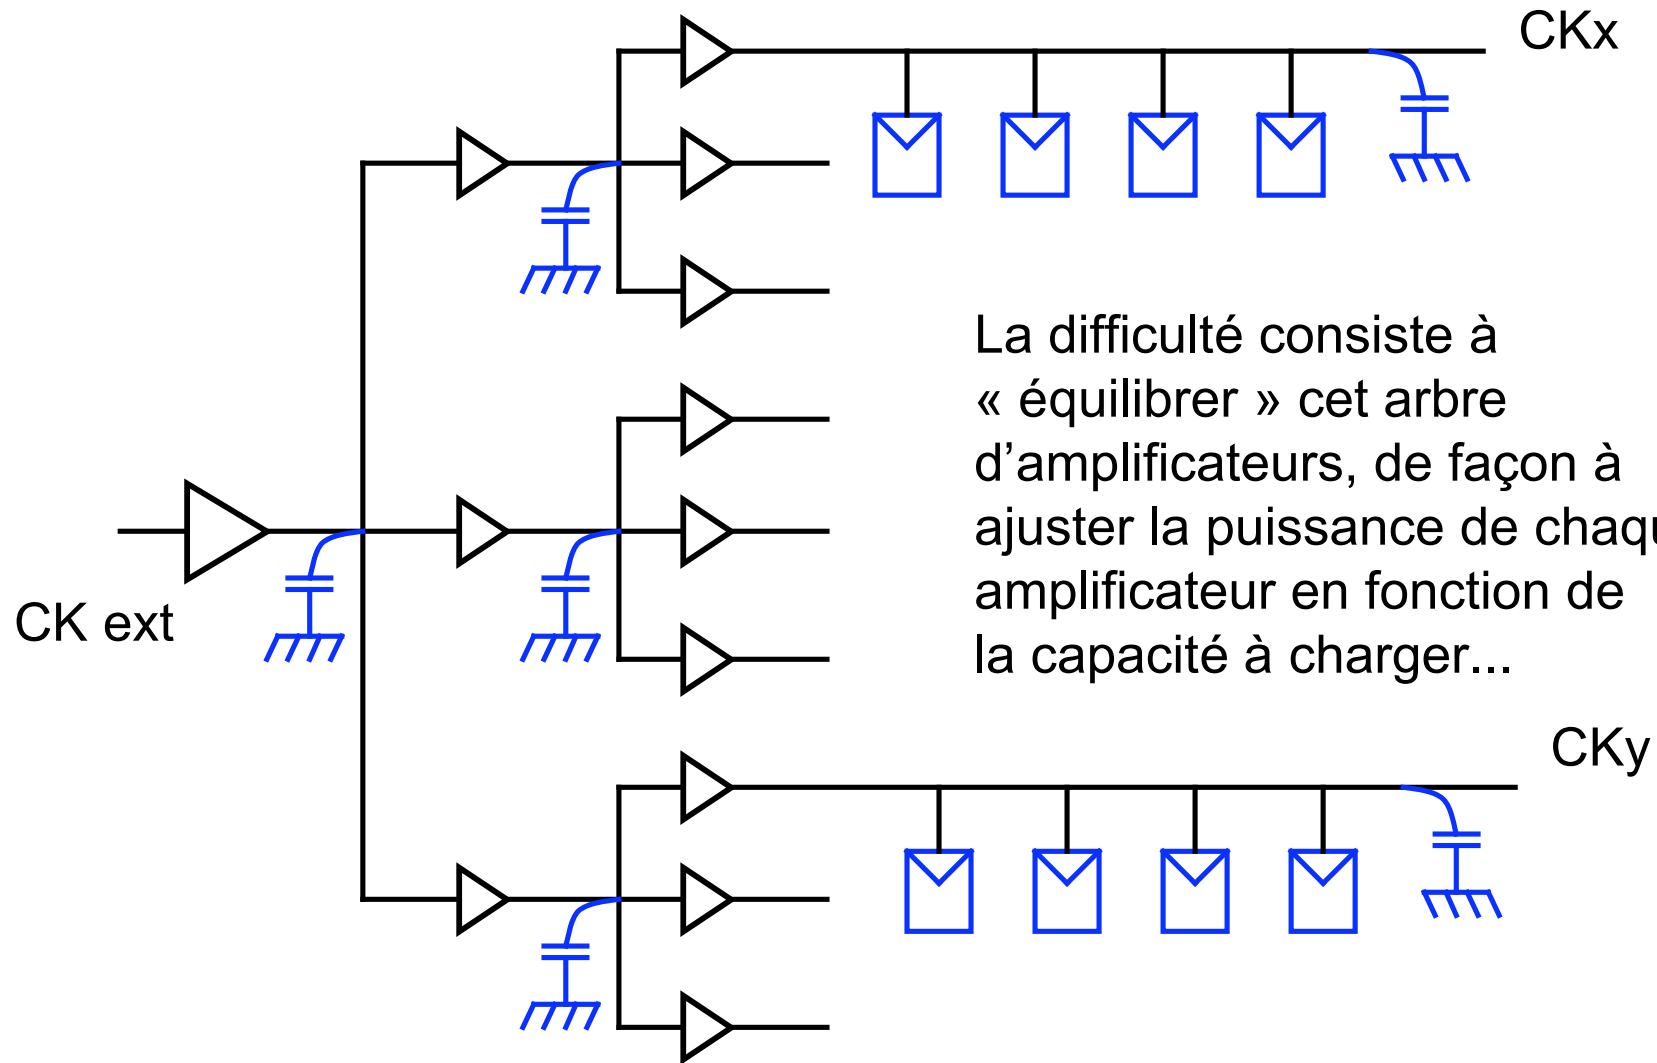 CKx
La difficulté consiste à
« équilibrer » cet arbre
d’amplificateurs, de façon à
ajuster la puissance de chaqu
amplificateur en fonction de
la capacité à charger...
CK ext
CKy